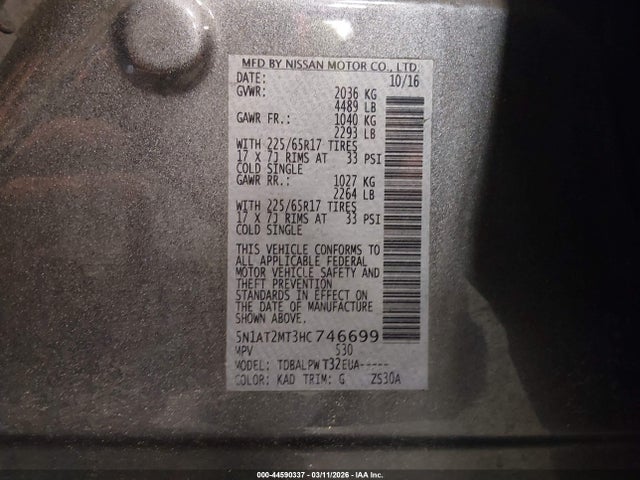 MFD BY NISSAN MOTOR CO., LTD.
DATE: 10/16
GVWR: 2036 KG
4489 LB
GAWR FR.: 1040 KG
2293 LB
WITH 225/65R17 TIRES
17 X 7J RIMS AT 33 PSI
COLD SINGLE
GAWR RR.: 1027 KG
2264 LB
WITH 225/65R17 TIRES
17 X 7J RIMS AT 33 PSI
COLD SINGLE
THIS VEHICLE CONFORMS TO
ALL APPLICABLE FEDERAL
MOTOR VEHICLE SAFETY AND
THEFT PREVENTION
STANDARDS IN EFFECT ON
THE DATE OF MANUFACTURE
SHOWN ABOVE.
5N1AT2MT3HC746699
MPV S30
MODEL: TDBALPWT32EUA-----
COLOR: KAD TRIM: G ZS30A
000-44590337 - 03/11/2026 - IAA Inc.